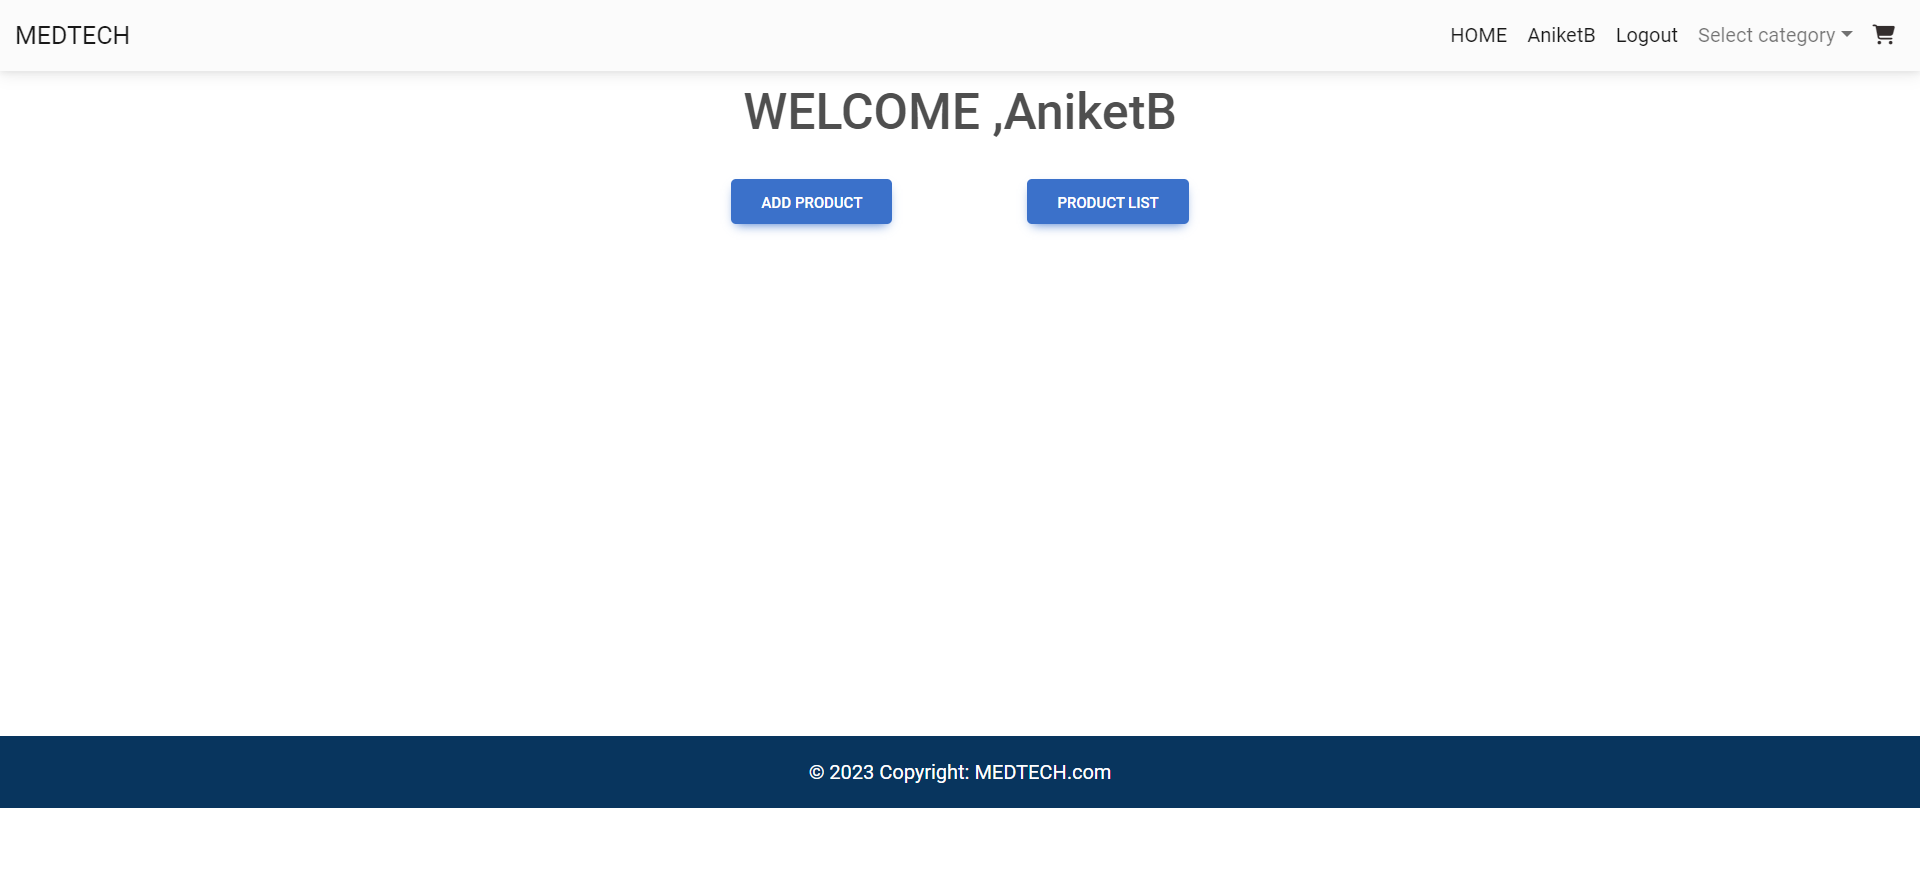 MEDTECH
HOME AniketB Logout Select category
WELCOME ,AniketB
ADD PRODUCT PRODUCT LIST
© 2023 Copyright: MEDTECH.com